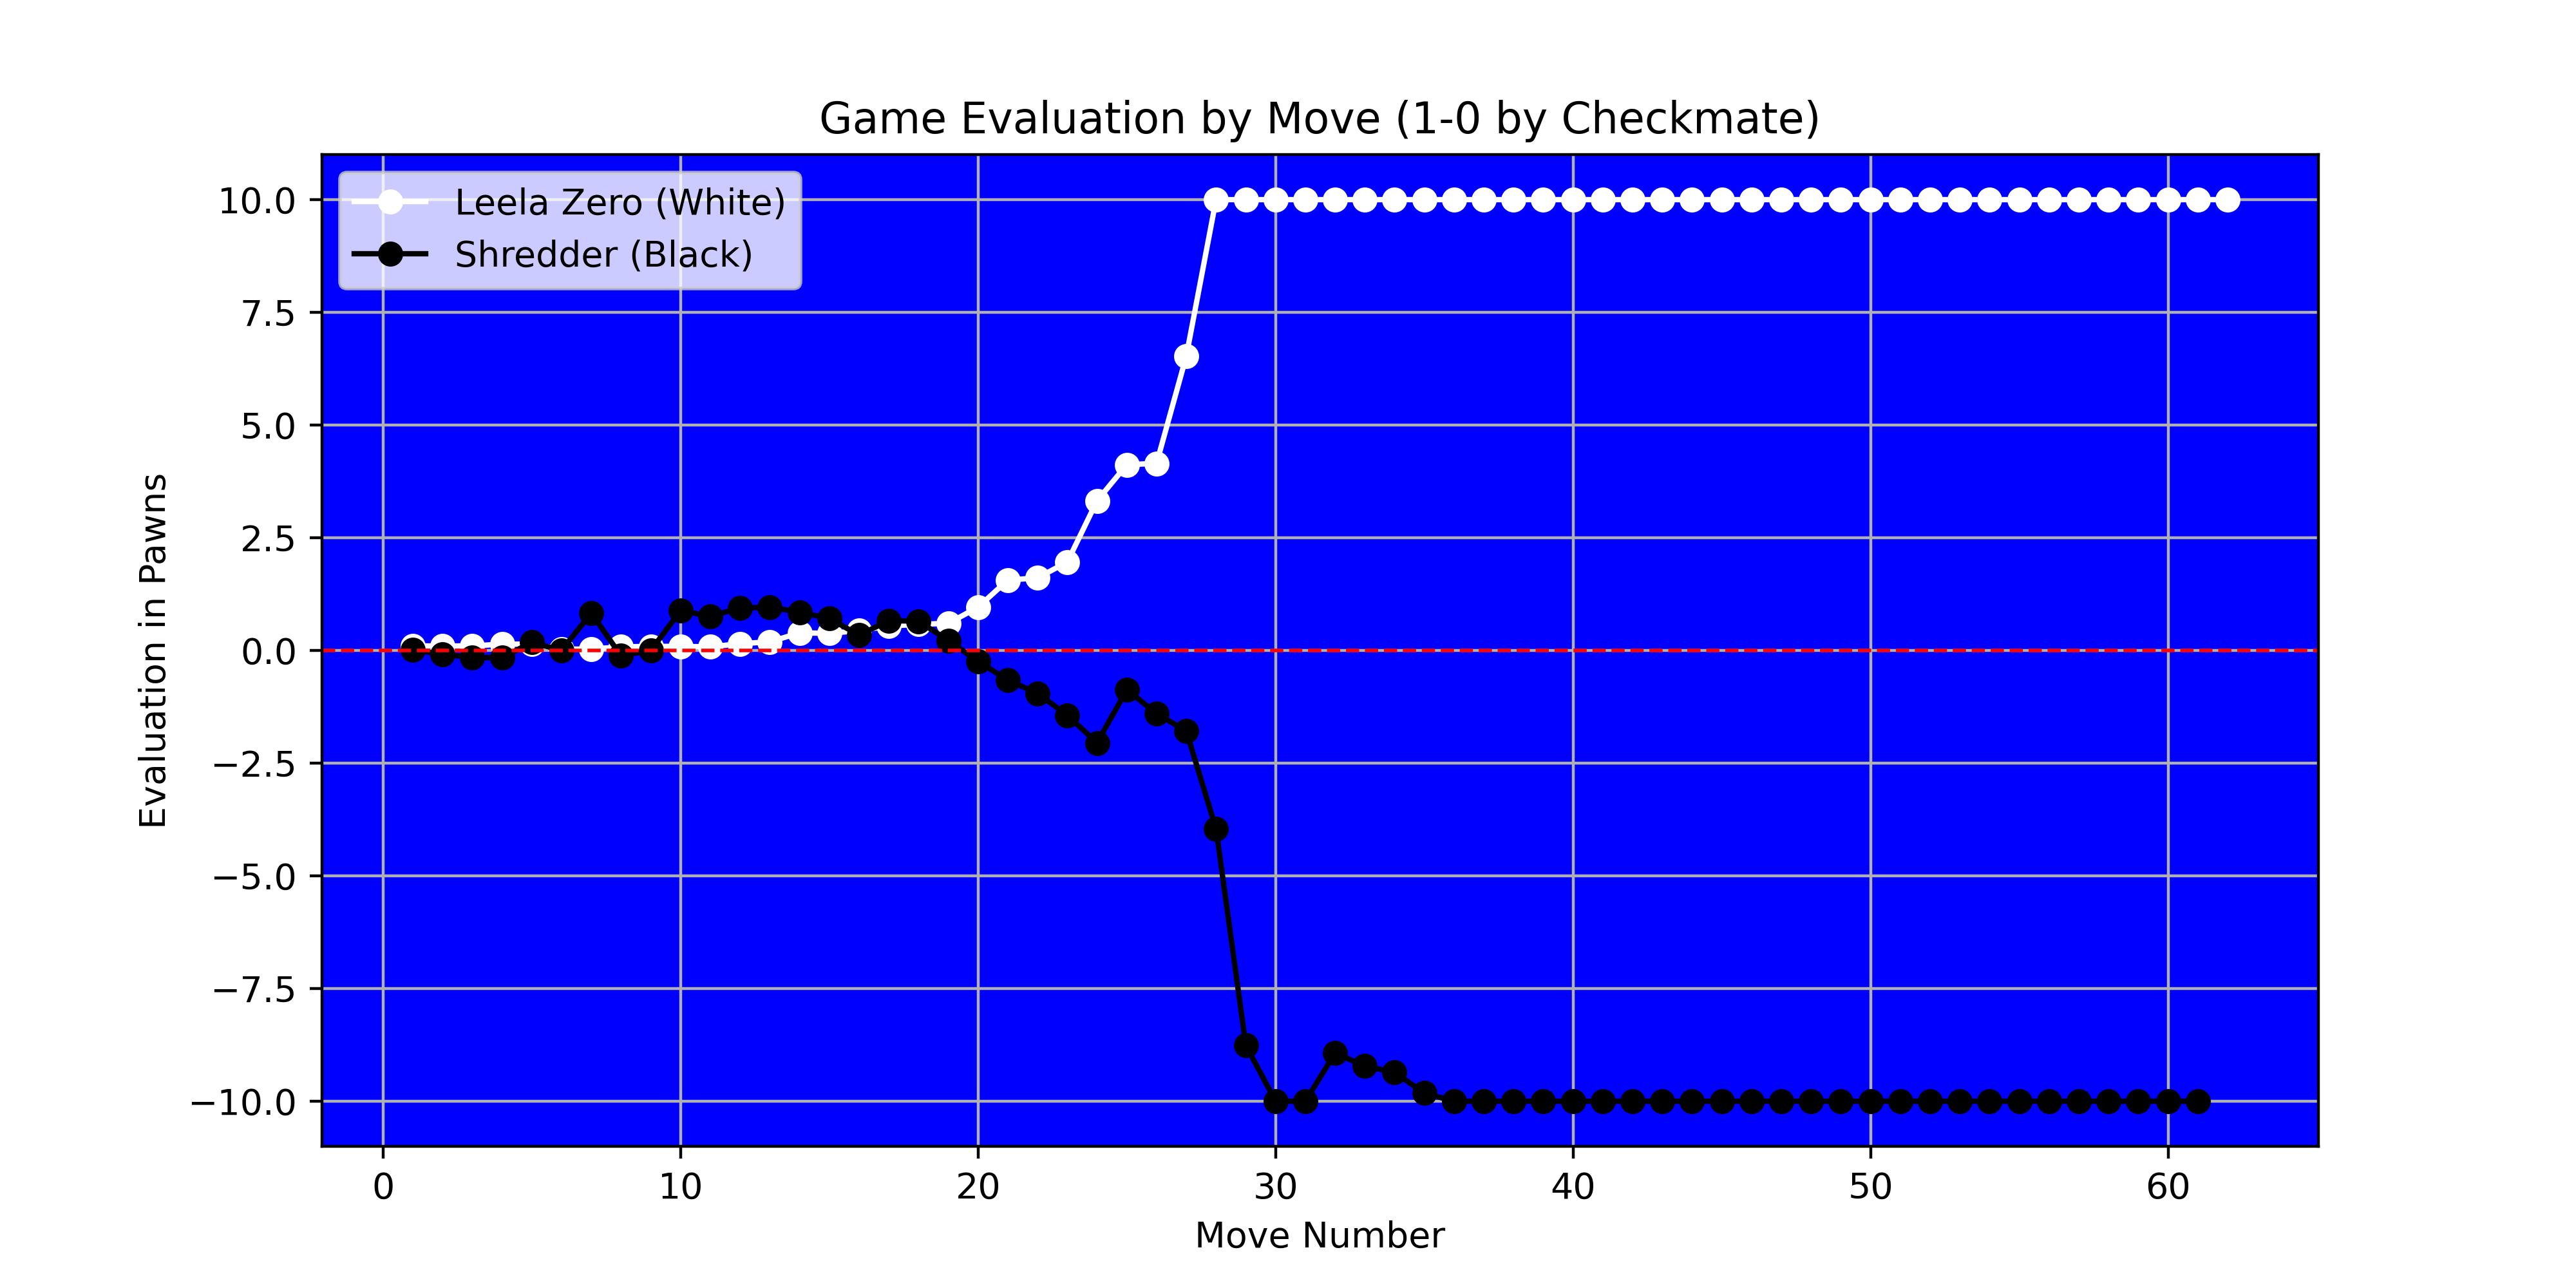 Game Evaluation by Move (1-0 by Checkmate)
Leela Zero (White)
Shredder (Black)
10.0
7.5
5.0
2.5
0.0
−2.5
−5.0
−7.5
−10.0
Evaluation in Pawns
0 10 20 30 40 50 60
Move Number